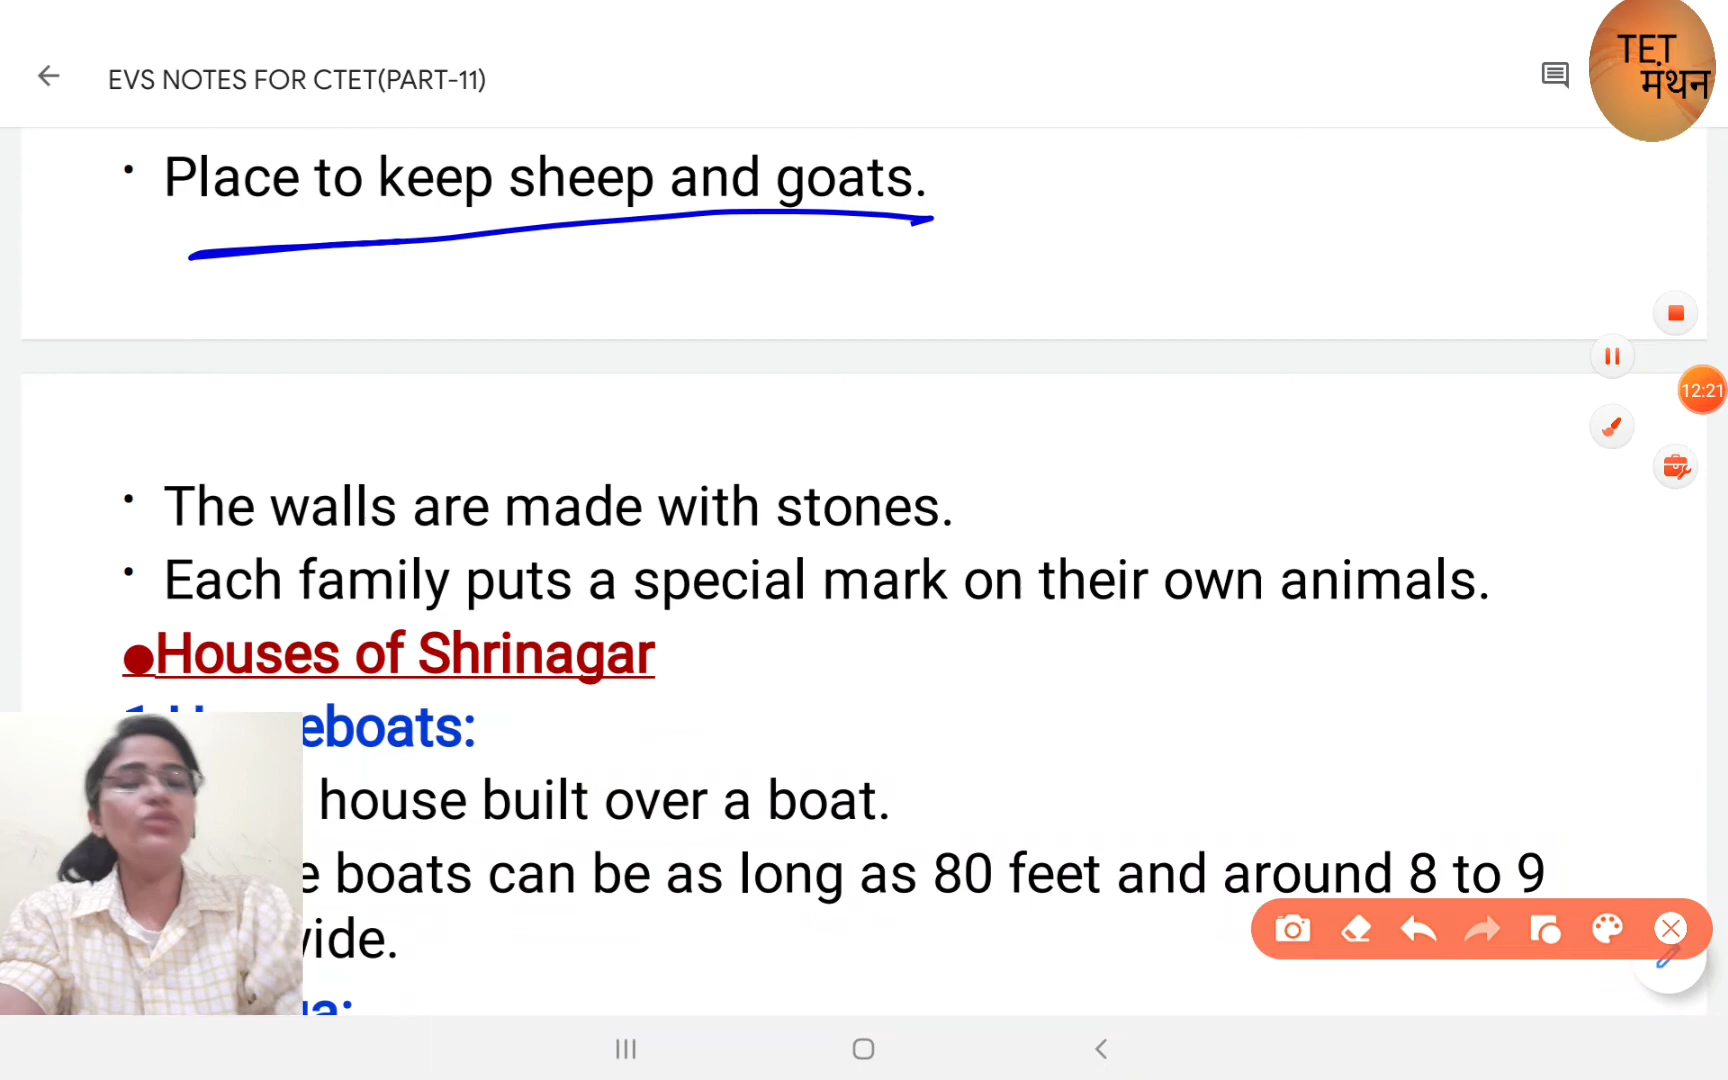 TET
मंथन
EVS NOTES FOR CTET(PART-11)
• Place to keep sheep and goats.
12:21
• The walls are made with stones.
• Each family puts a special mark on their own animals.
●Houses of Shrinagar
eboats:
house built over a boat.
e boats can be as long as 80 feet and around 8 to 9
ide.